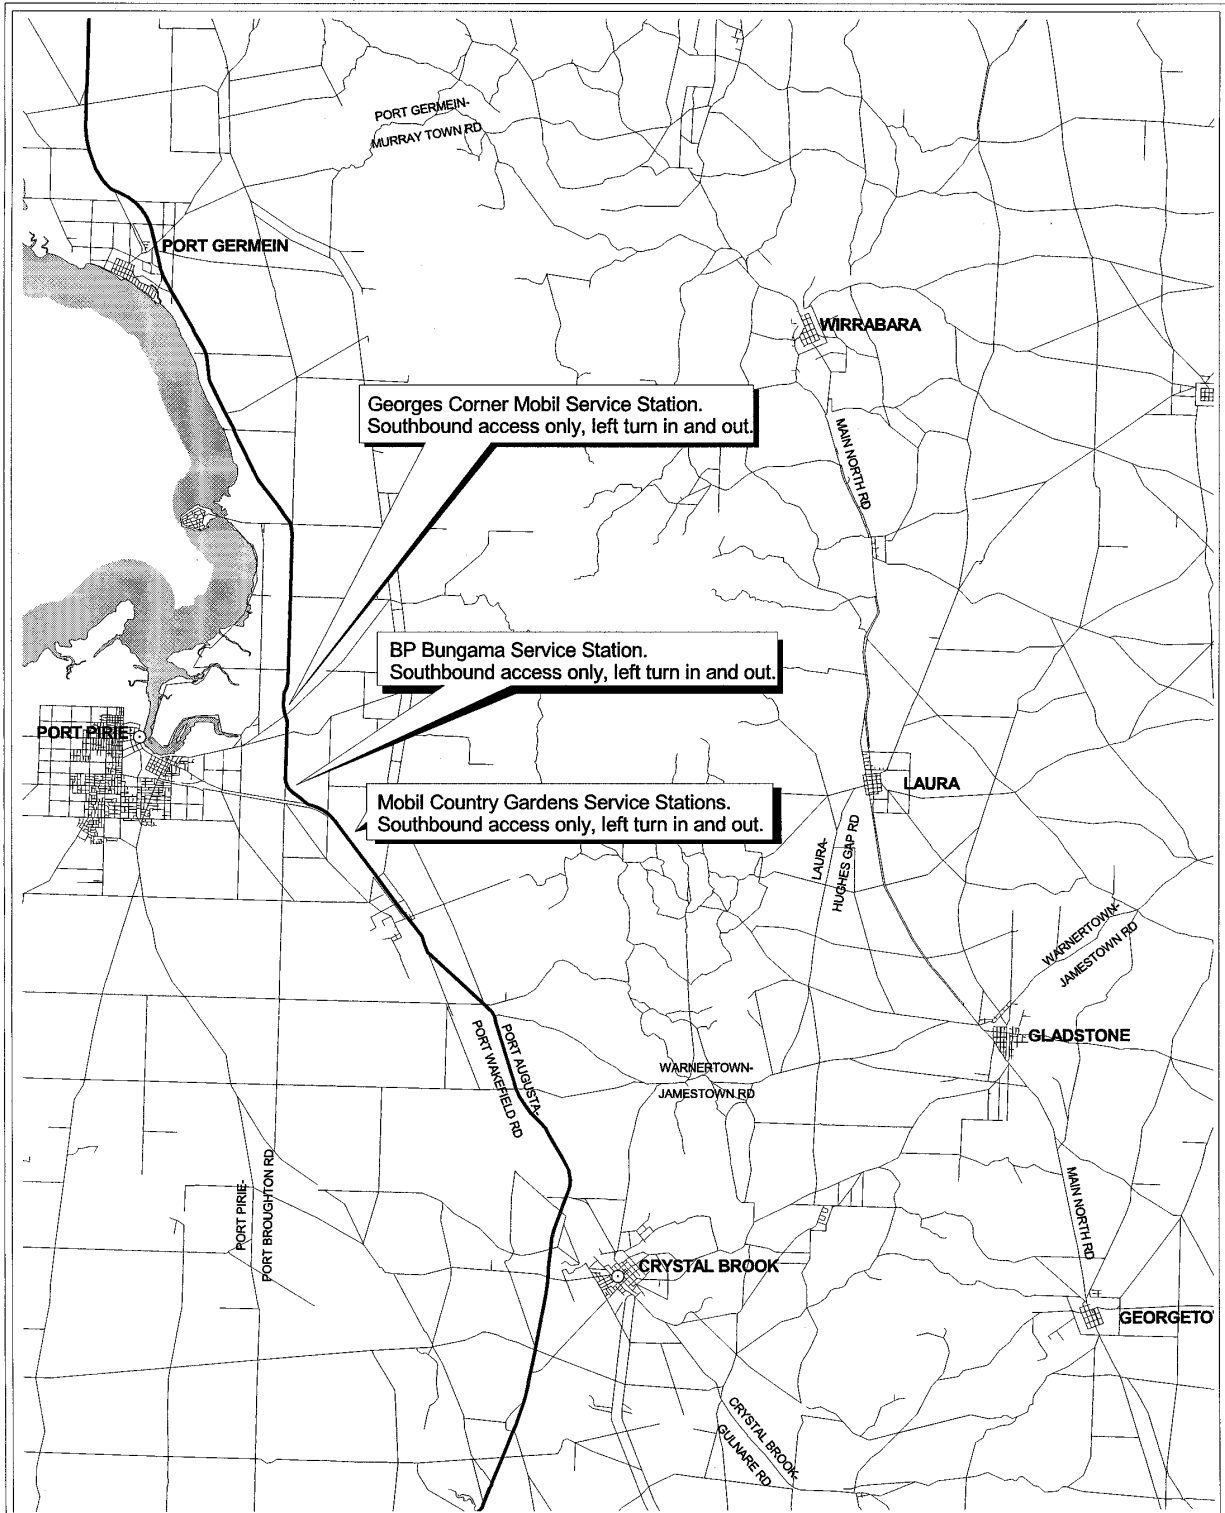 PORT GERMEIN-
MURRAY TOWN RD
PORT GERMEIN
WIRRABARA
Georges Corner Mobil Service Station.
Southbound access only, left turn in and out.
MAIN NORTH RD
BP Bungama Service Station.
Southbound access only, left turn in and out.
PORT PIRIE
LAURA
Mobil Country Gardens Service Stations.
Southbound access only, left turn in and out.
LAURA-
HUGHES GAP RD
WARNERTOWN-
JAMESTOWN RD
GLADSTONE
PORT AUGUSTA-
PORT WAKEFIELD RD
WARNERTOWN-
JAMESTOWN RD
PORT PIRIE-
PORT BROUGHTON RD
MAIN NORTH RD
CRYSTAL BROOK
GEORGETO
CRYSTAL BROOK-
GULNARE RD